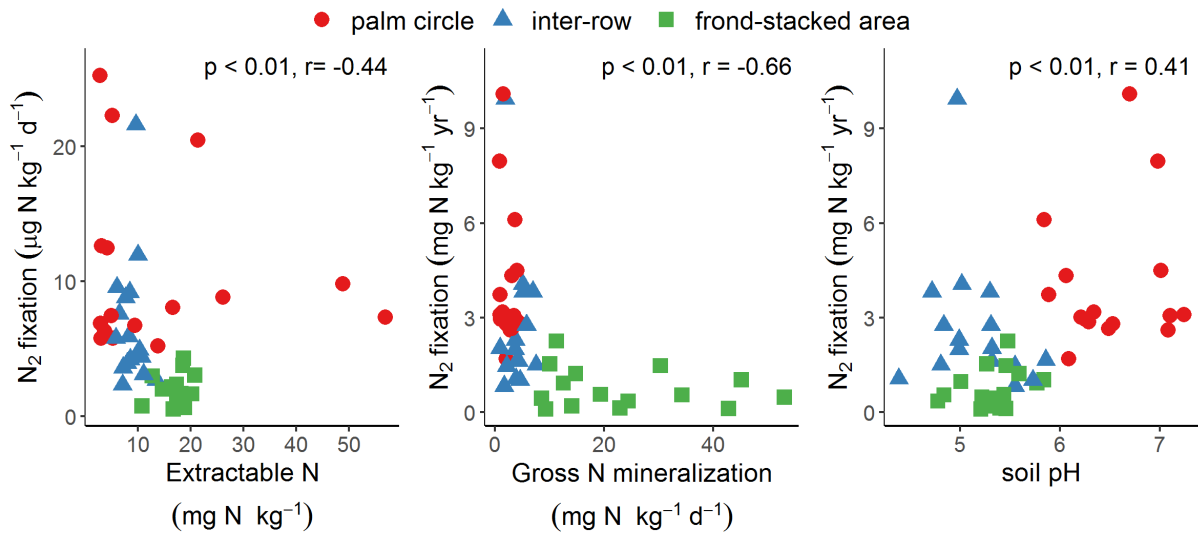 palm circle inter-row frond-stacked area
p < 0.01, r= -0.44
N₂ fixation (μg N kg⁻¹ d⁻¹)
20
10
0
10 20 30 40 50
Extractable N
(mg N kg⁻¹)
p < 0.01, r = -0.66
N₂ fixation (mg N kg⁻¹ yr⁻¹)
9
6
3
0
0 20 40
Gross N mineralization
(mg N kg⁻¹ d⁻¹)
p < 0.01, r = 0.41
N₂ fixation (mg N kg⁻¹ yr⁻¹)
9
6
3
0
5 6 7
soil pH